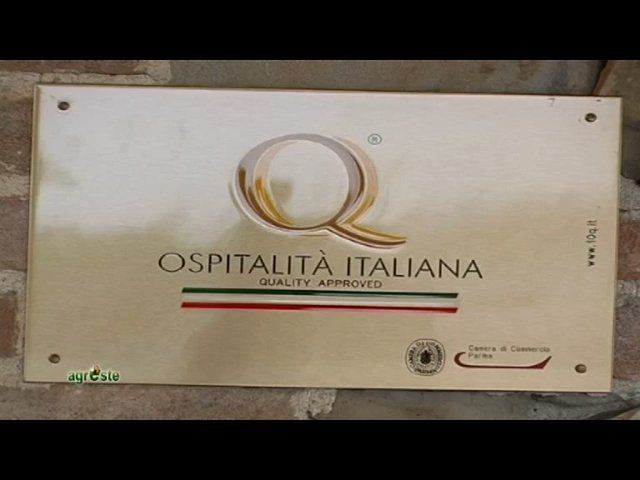 Q ®
OSPITALITÀ ITALIANA
QUALITY APPROVED
www.10q.it
Camera di Commercio
Parma
agreste